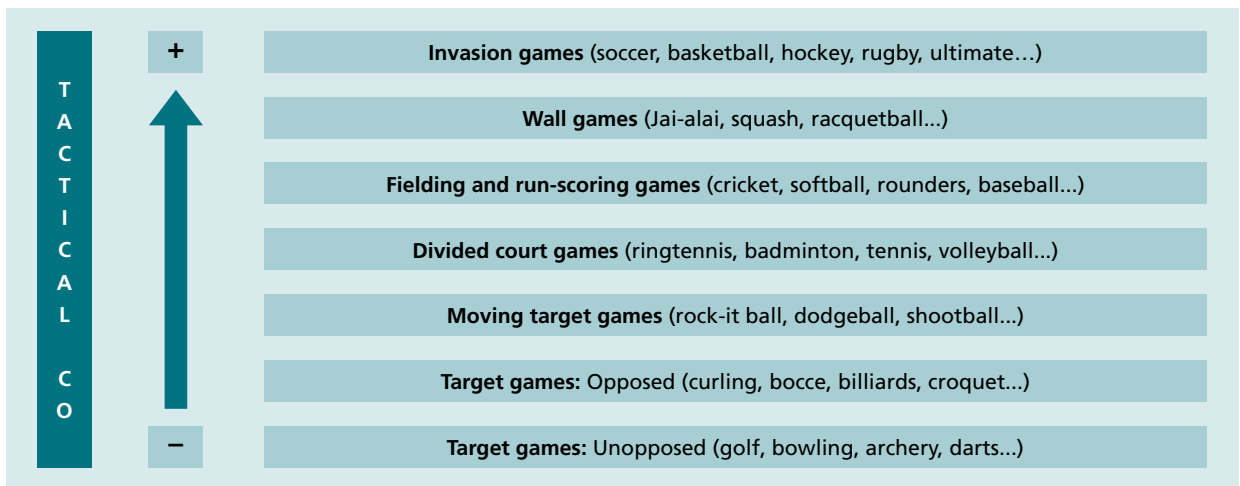 TACTICAL CO
+
Invasion games (soccer, basketball, hockey, rugby, ultimate…)
Wall games (Jai-alai, squash, racquetball...)
Fielding and run-scoring games (cricket, softball, rounders, baseball...)
Divided court games (ringtennis, badminton, tennis, volleyball...)
Moving target games (rock-it ball, dodgeball, shootball...)
Target games: Opposed (curling, bocce, billiards, croquet...)
−
Target games: Unopposed (golf, bowling, archery, darts...)